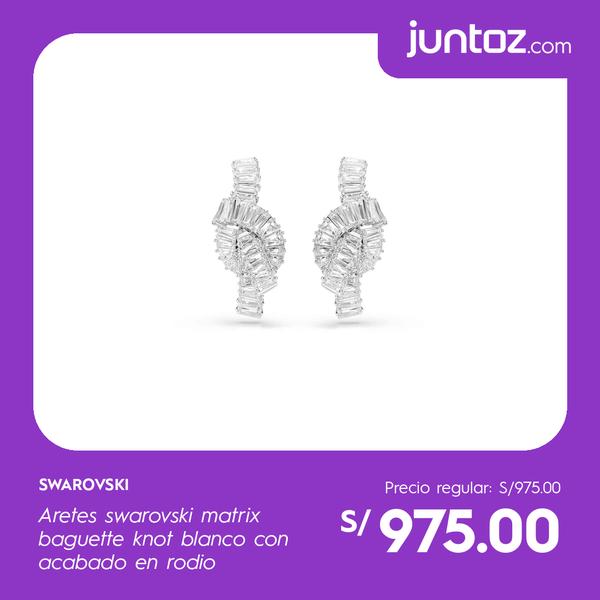 juntoz.com
SWAROVSKI
Aretes swarovski matrix
baguette knot blanco con
acabado en rodio
Precio regular: S/975.00
S/ 975.00